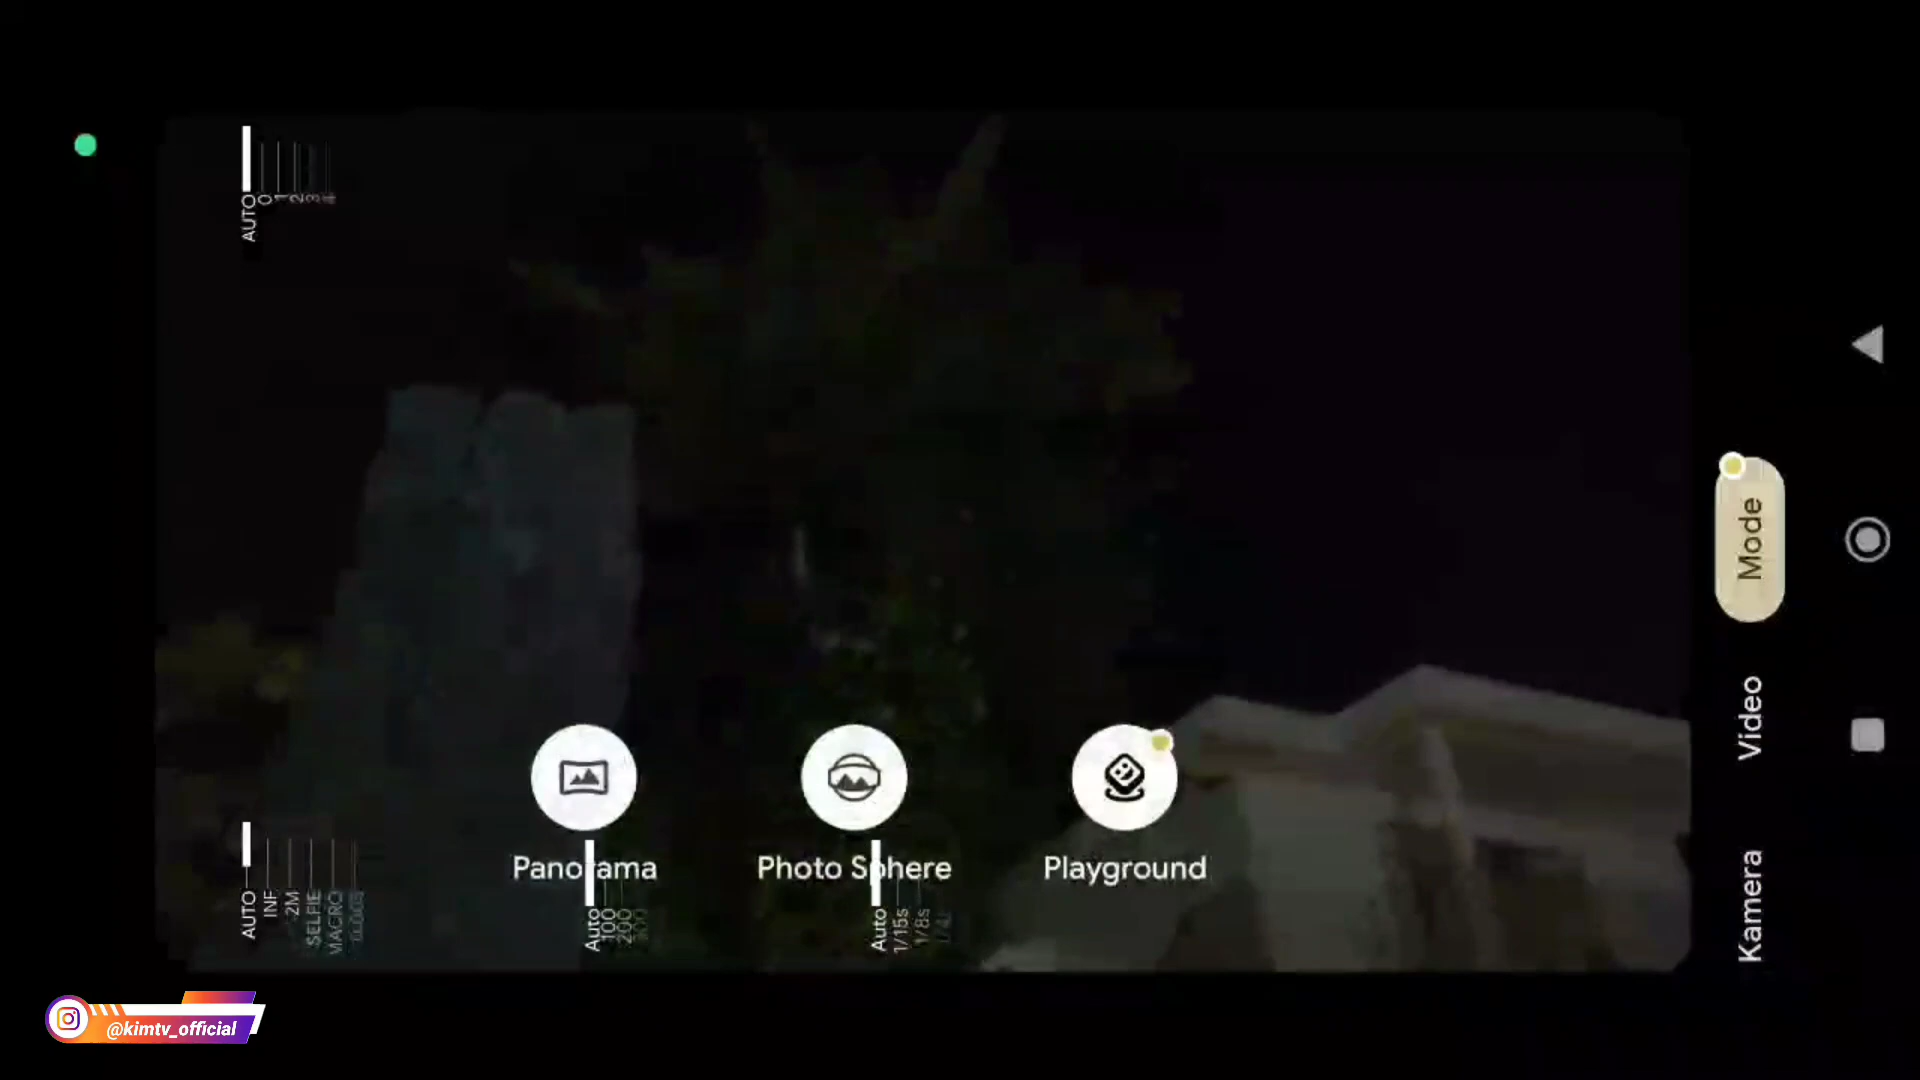 AUTO
0
1
2
3
4
Mode
Video
Kamera
Panorama
Photo Sphere
Playground
AUTO
INF
2M
SELFIE
MACRO
Auto
100
200
Auto
1/15s
1/8s
@kimtv_official